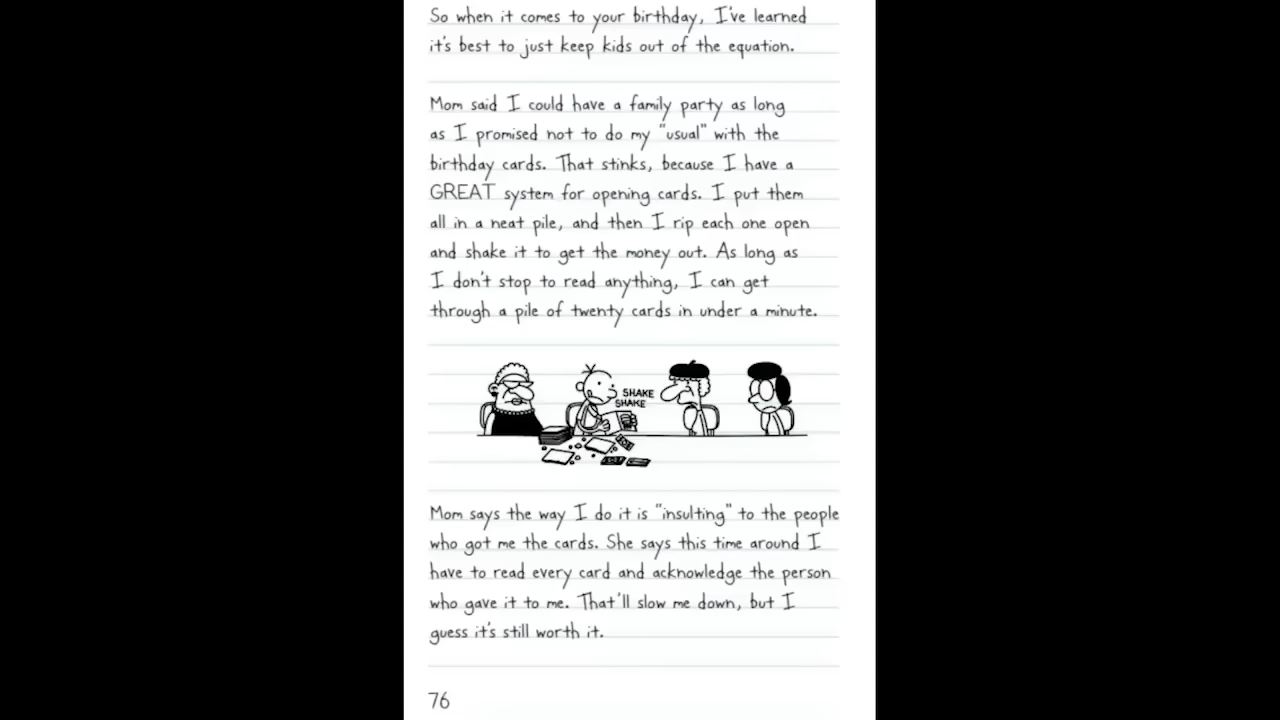 So when it comes to your birthday, I've learned
it's best to just keep kids out of the equation.
Mom said I could have a family party as long
as I promised not to do my "usual" with the
birthday cards. That stinks, because I have a
GREAT system for opening cards. I put them
all in a neat pile, and then I rip each one open
and shake it to get the money out. As long as
I don't stop to read anything, I can get
through a pile of twenty cards in under a minute.
SHAKE
SHAKE
Mom says the way I do it is "insulting" to the people
who got me the cards. She says this time around I
have to read every card and acknowledge the person
who gave it to me. That'll slow me down, but I
guess it's still worth it.
76